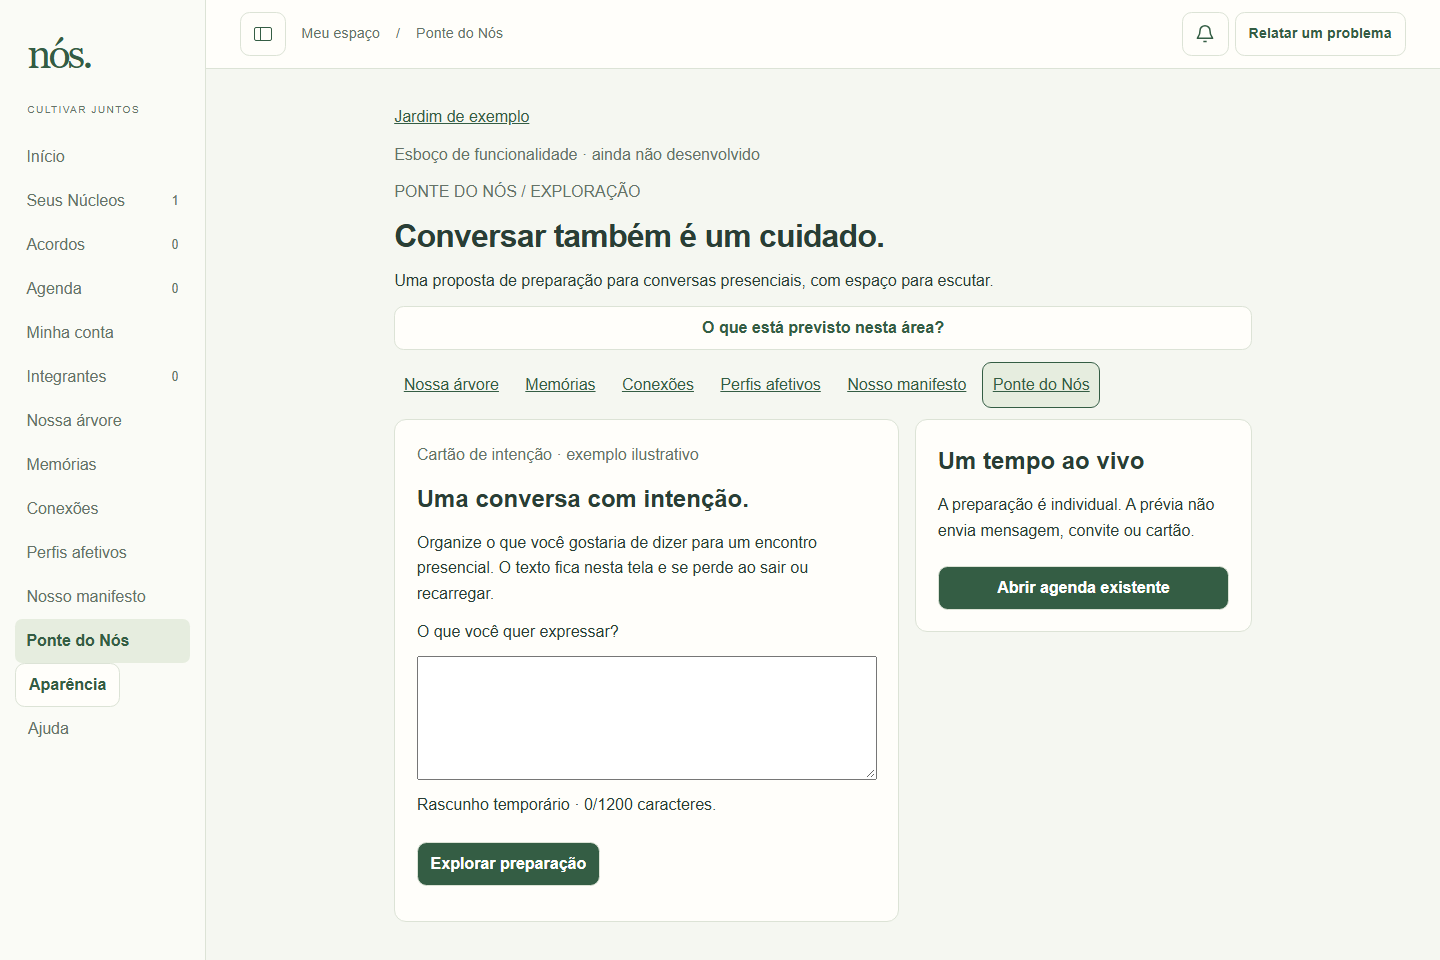 nós.
CULTIVAR JUNTOS
Início
Seus Núcleos 1
Acordos 0
Agenda 0
Minha conta
Integrantes 0
Nossa árvore
Memórias
Conexões
Perfis afetivos
Nosso manifesto
Ponte do Nós
Aparência
Ajuda
Meu espaço / Ponte do Nós
Relatar um problema
Jardim de exemplo
Esboço de funcionalidade · ainda não desenvolvido
PONTE DO NÓS / EXPLORAÇÃO
Conversar também é um cuidado.
Uma proposta de preparação para conversas presenciais, com espaço para escutar.
O que está previsto nesta área?
Nossa árvore Memórias Conexões Perfis afetivos Nosso manifesto Ponte do Nós
Cartão de intenção · exemplo ilustrativo
Uma conversa com intenção.
Organize o que você gostaria de dizer para um encontro
presencial. O texto fica nesta tela e se perde ao sair ou
recarregar.
O que você quer expressar?
Rascunho temporário · 0/1200 caracteres.
Explorar preparação
Um tempo ao vivo
A preparação é individual. A prévia não
envia mensagem, convite ou cartão.
Abrir agenda existente